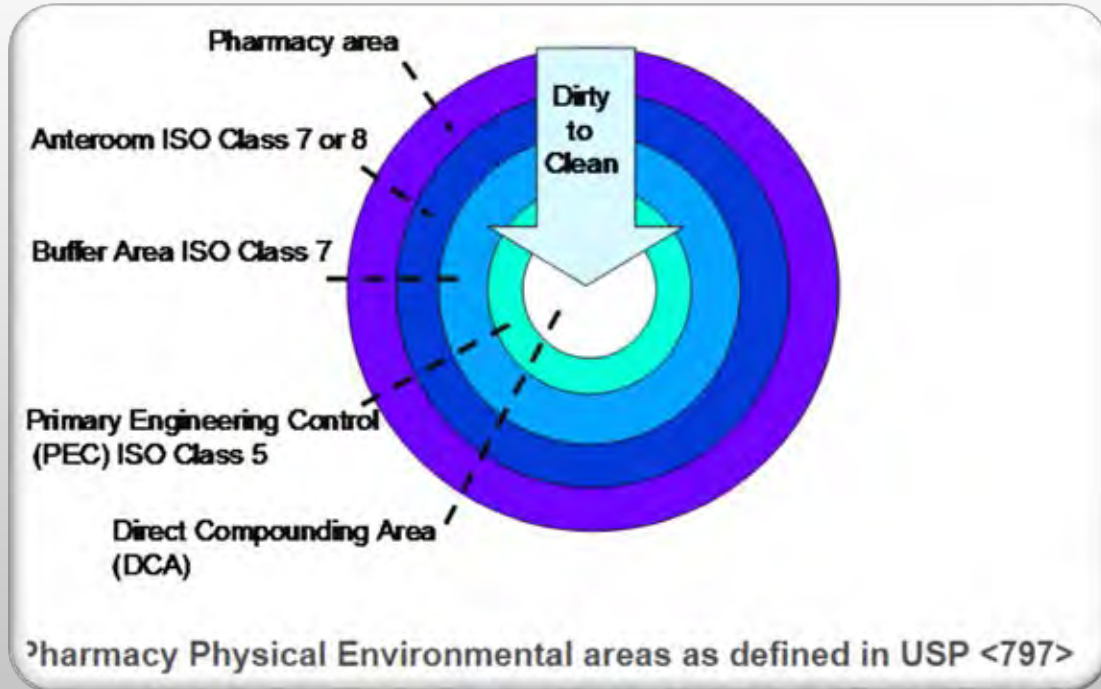 Pharmacy area
Dirty
to
Clean
Anteroom ISO Class 7 or 8
Buffer Area ISO Class 7
Primary Engineering Control
(PEC) ISO Class 5
Direct Compounding Area
(DCA)
Pharmacy Physical Environmental areas as defined in USP <797>